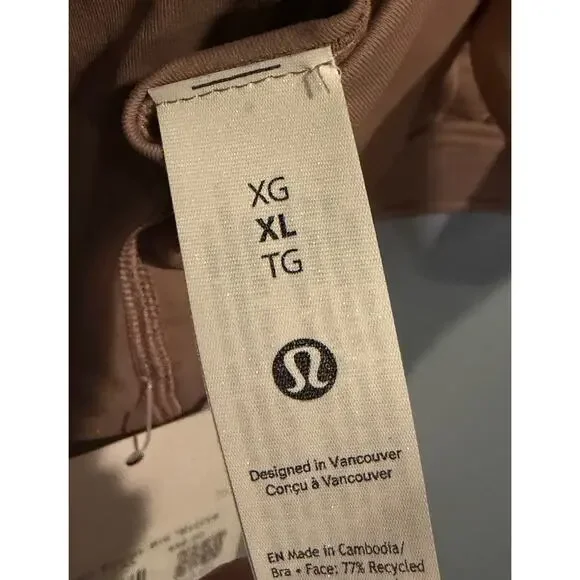 XG
XL
TG
Designed in Vancouver
Conçu à Vancouver
EN Made in Cambodia/
Bra • Face: 77% Recycled